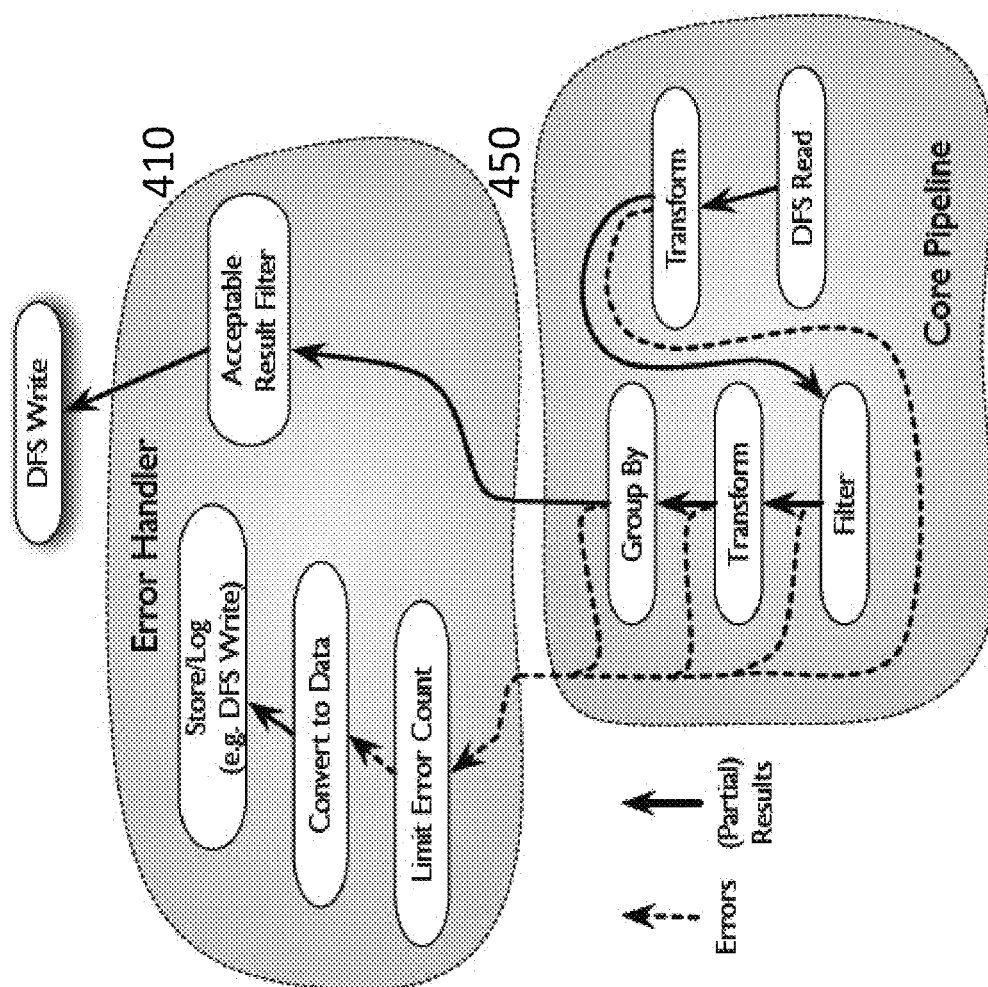 DFS Write
410
Error Handler
Store/Log
(e.g. DFS Write)
Acceptable
Result Filter
Convert to Data
Limit Error Count
450
Group By
Transform
Transform
DFS Read
Filter
Core Pipeline
Errors
(Partial)
Results